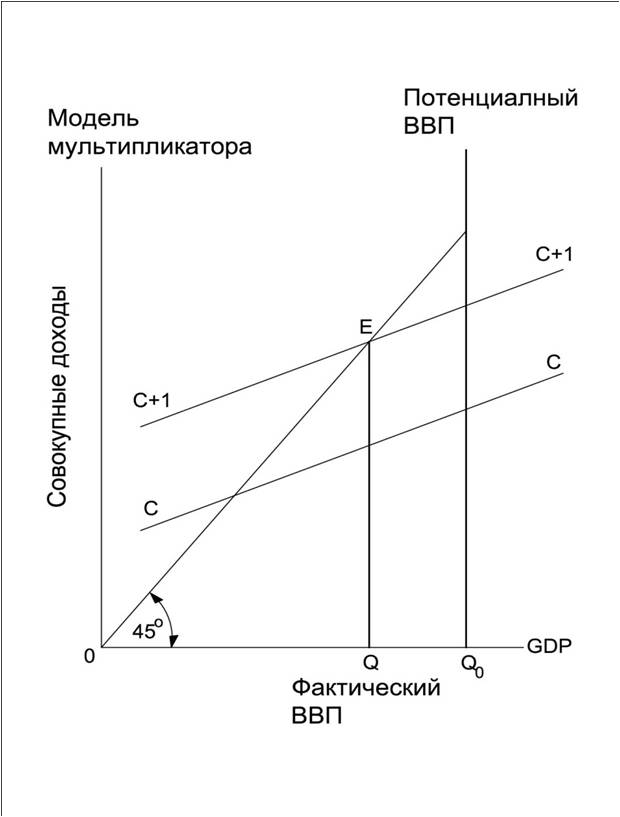 Модель
мультипликатора
Потенциалный
ВВП
Совокупные доходы
C+1
C+1
E
C
C
45°
0
Q
Q0
GDP
Фактический
ВВП